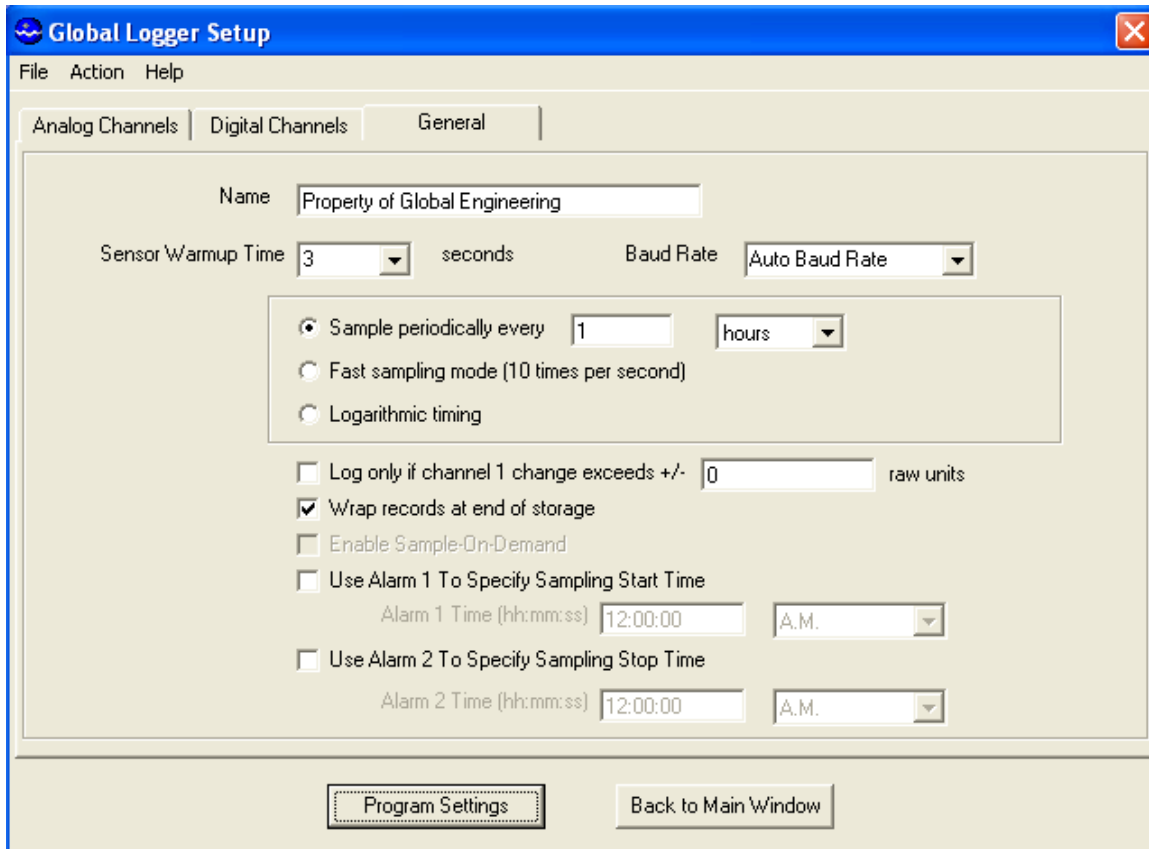 Global Logger Setup
File Action Help
Analog Channels Digital Channels General
Name Property of Global Engineering
Sensor Warmup Time 3 seconds Baud Rate Auto Baud Rate
Sample periodically every 1 hours
Fast sampling mode (10 times per second)
Logarithmic timing
Log only if channel 1 change exceeds +/- 0 raw units
Wrap records at end of storage
Enable Sample-On-Demand
Use Alarm 1 To Specify Sampling Start Time
Alarm 1 Time (hh:mm:ss) 12:00:00 A.M.
Use Alarm 2 To Specify Sampling Stop Time
Alarm 2 Time (hh:mm:ss) 12:00:00 A.M.
Program Settings Back to Main Window